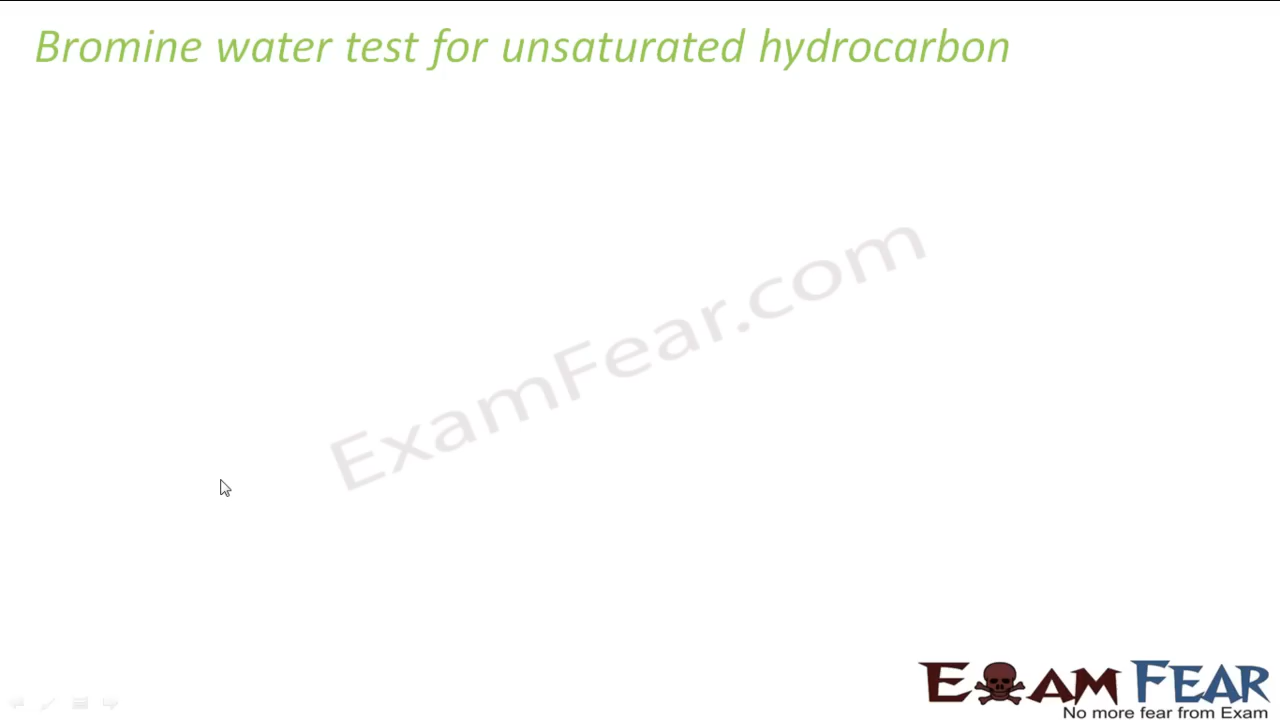 Bromine water test for unsaturated hydrocarbon
ExamFear.com
EXAM FEAR
No more fear from Exam